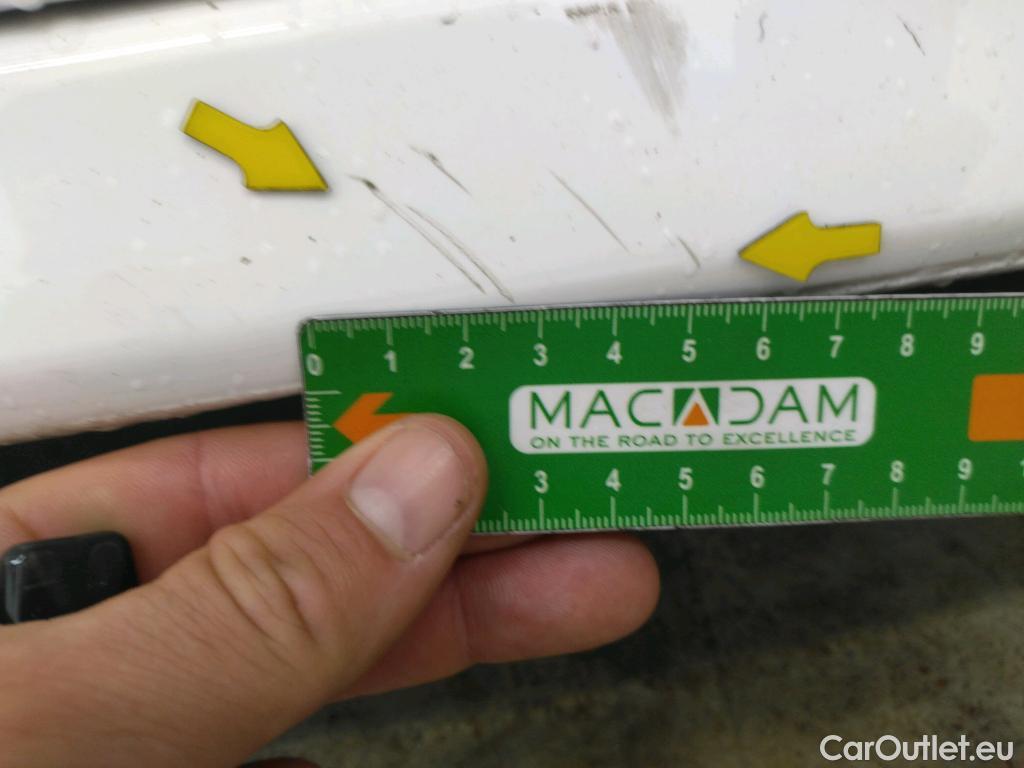 0 1 2 3 4 5 6 7 8 9
MACADAM
ON THE ROAD TO EXCELLENCE
3 4 5 6 7 8 9
CarOutlet.eu